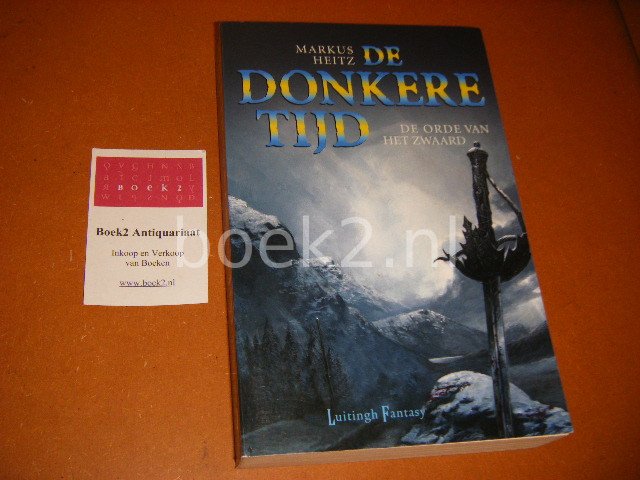 MARKUS
HEITZ
DE
DONKERE
TIJD
DE ORDE VAN
HET ZWAARD
Luitingh Fantasy
BOEK2
Boek2 Antiquariaat
Inkoop en Verkoop
van Boeken
www.boek2.nl
boek2.nl